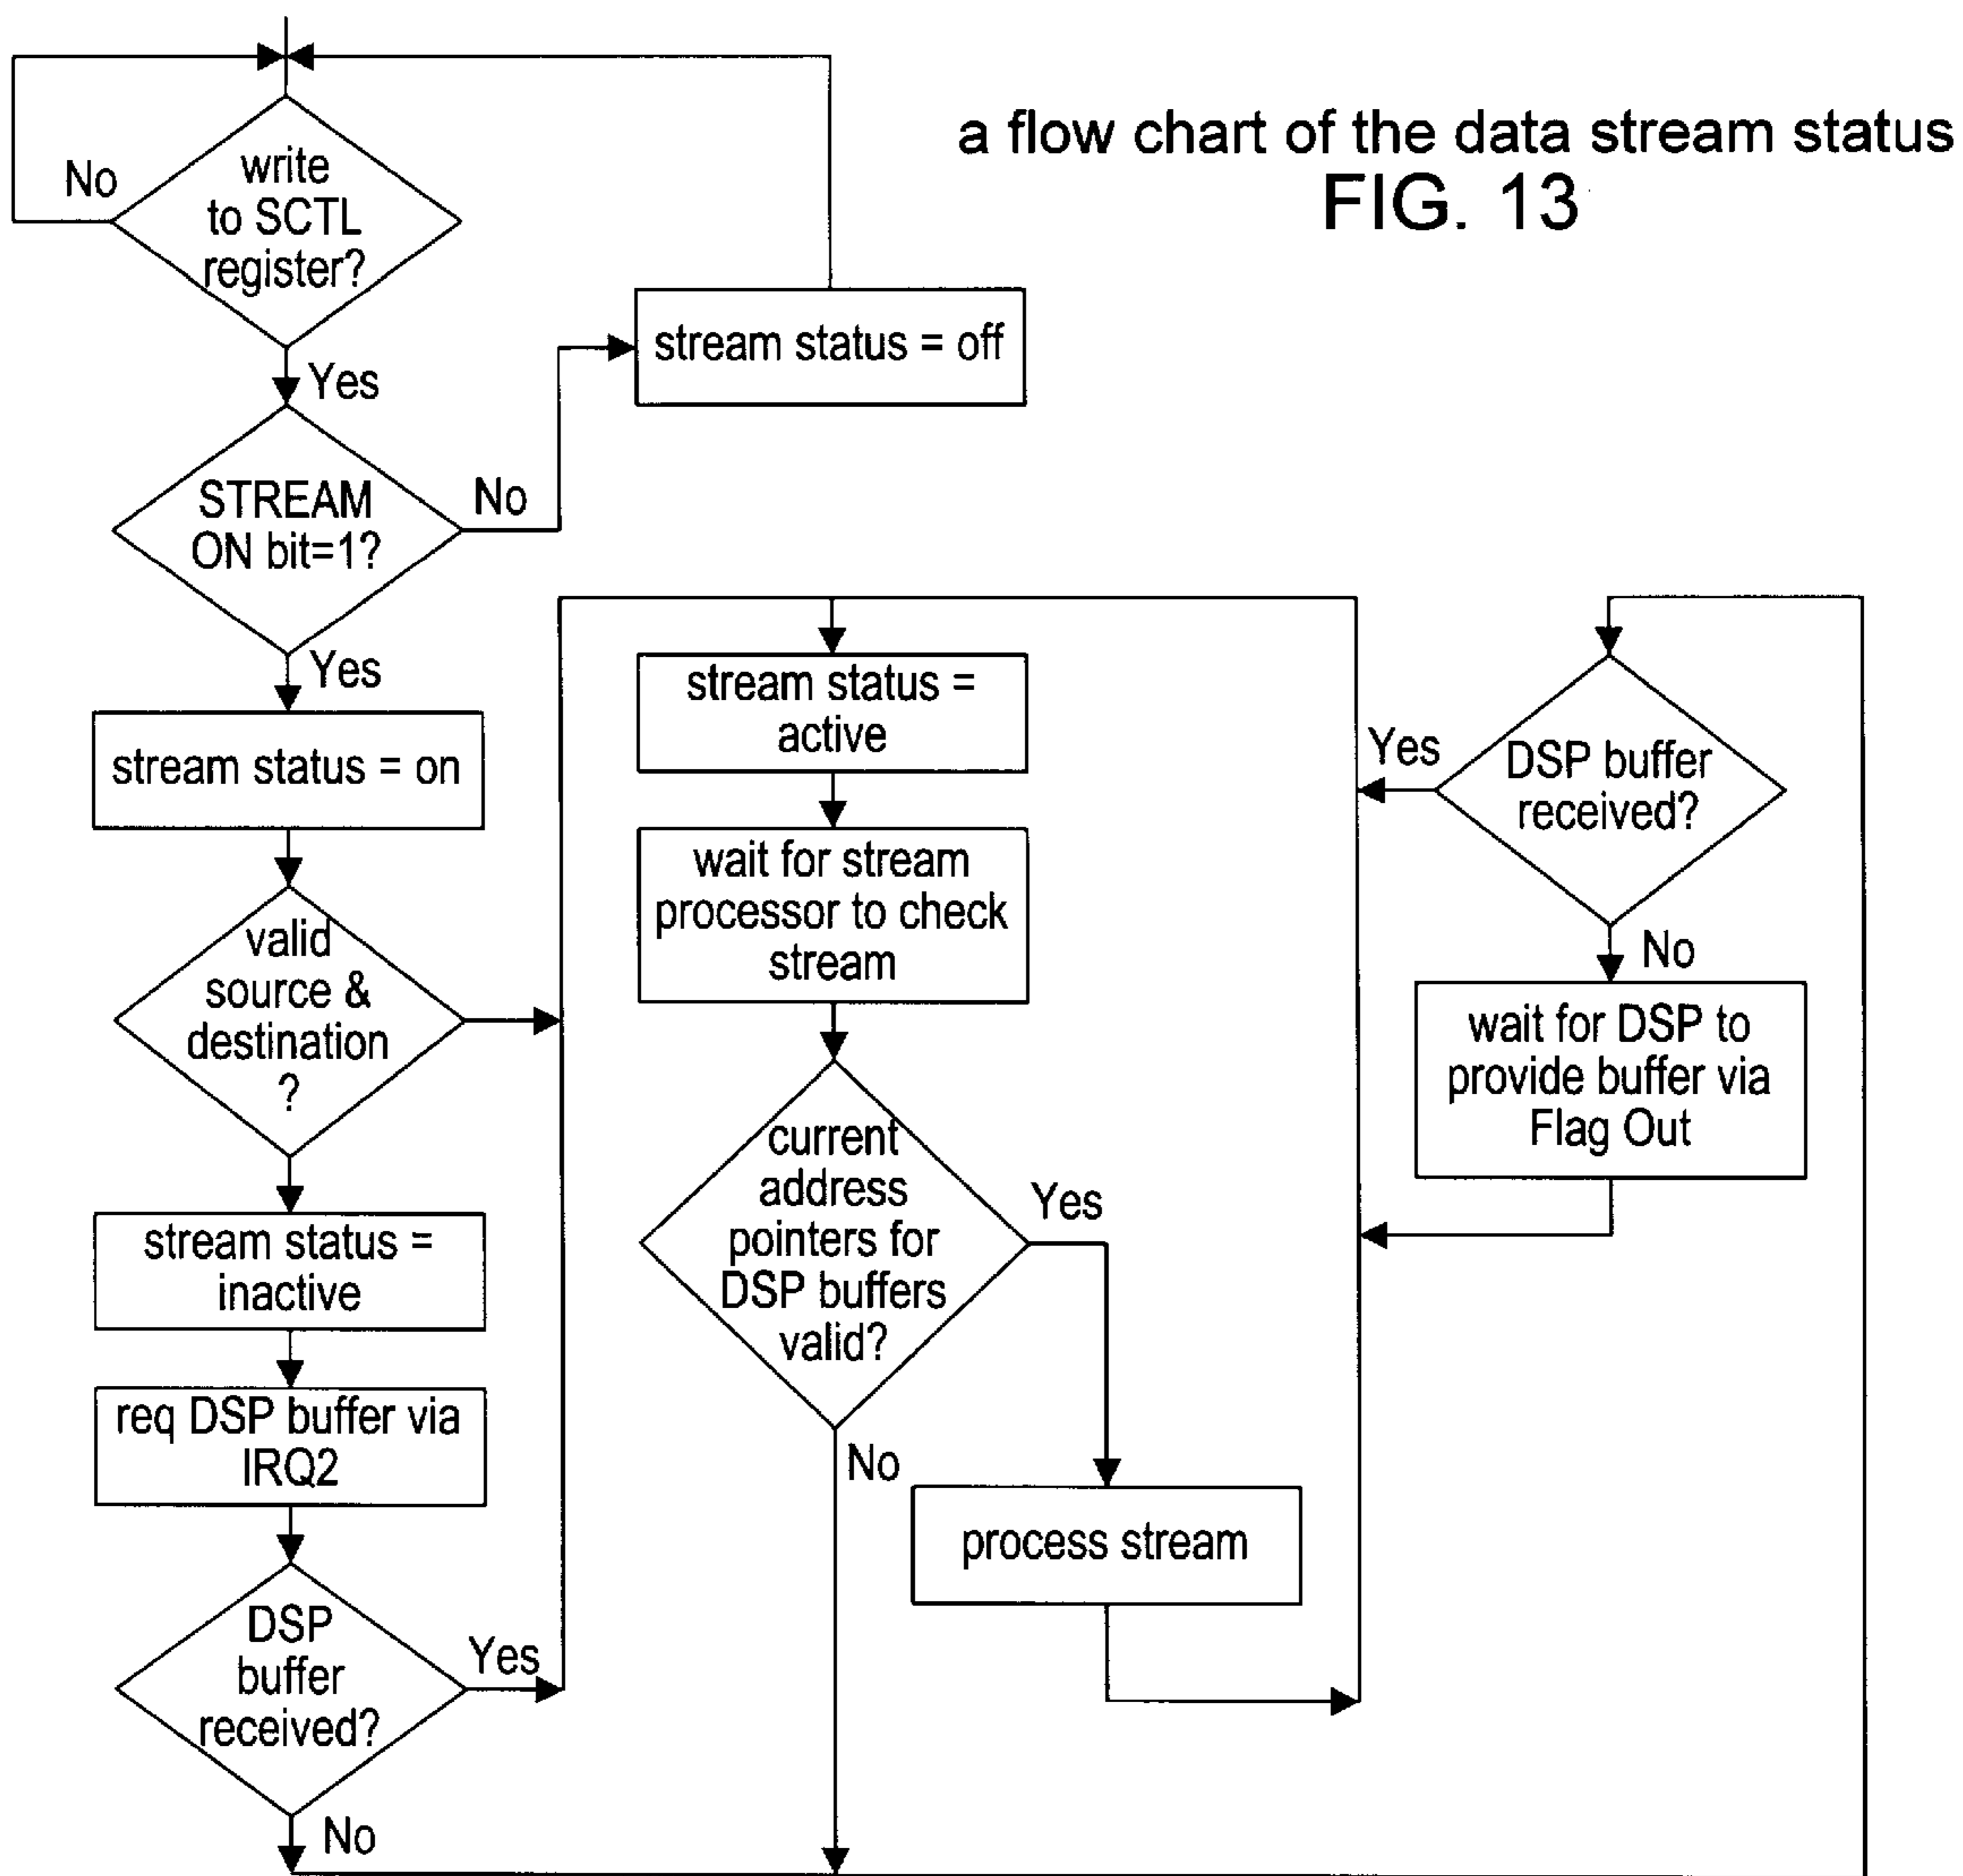 a flow chart of the data stream status
FIG. 13
write
to SCTL
register?
No
Yes
stream status = off
STREAM
ON bit=1?
No
Yes
stream status = on
valid
source &
destination
?
stream status =
inactive
req DSP buffer via
IRQ2
DSP
buffer
received?
Yes
No
stream status =
active
wait for stream
processor to check
stream
current
address
pointers for
DSP buffers
valid?
Yes
No
process stream
DSP buffer
received?
Yes
No
wait for DSP to
provide buffer via
Flag Out